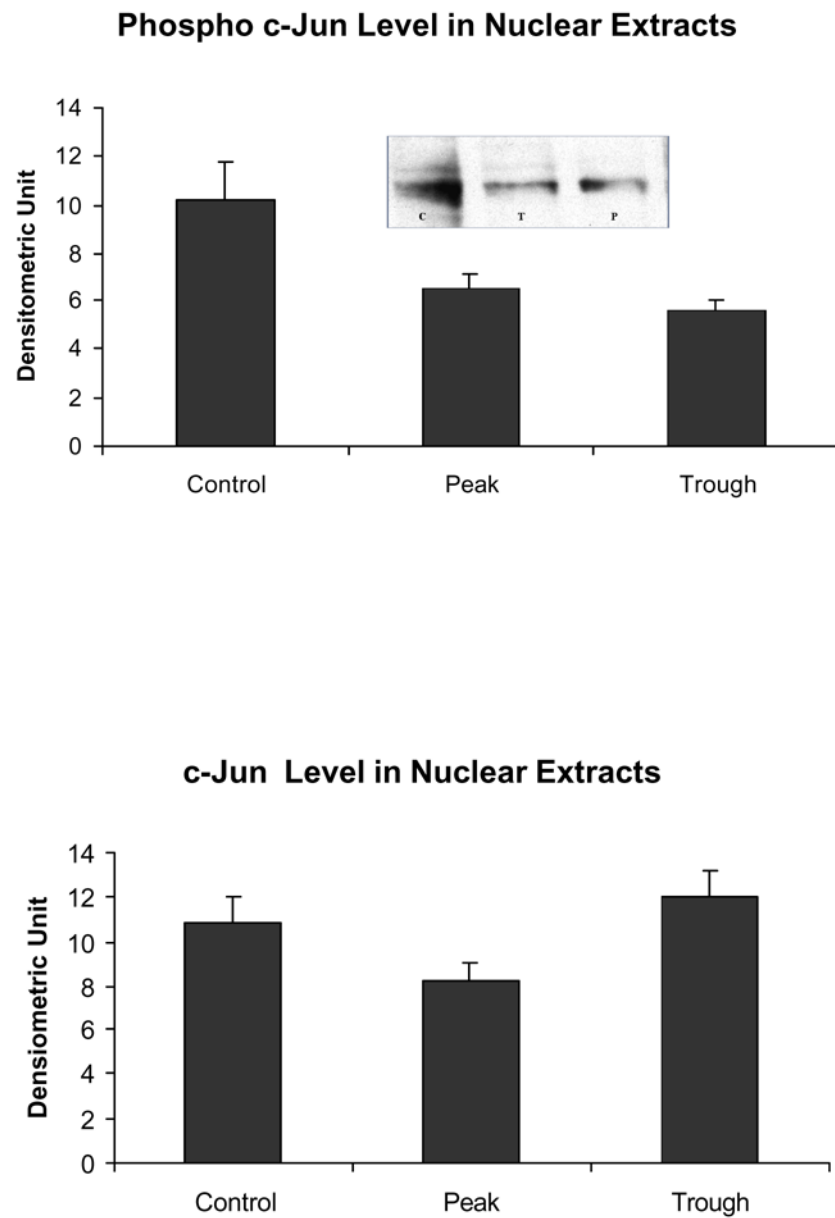 Phospho c-Jun Level in Nuclear Extracts
Densitometric Unit
14
12
10
8
6
4
2
0
C T P
Control Peak Trough
c-Jun Level in Nuclear Extracts
Densiometric Unit
14
12
10
8
6
4
2
0
Control Peak Trough